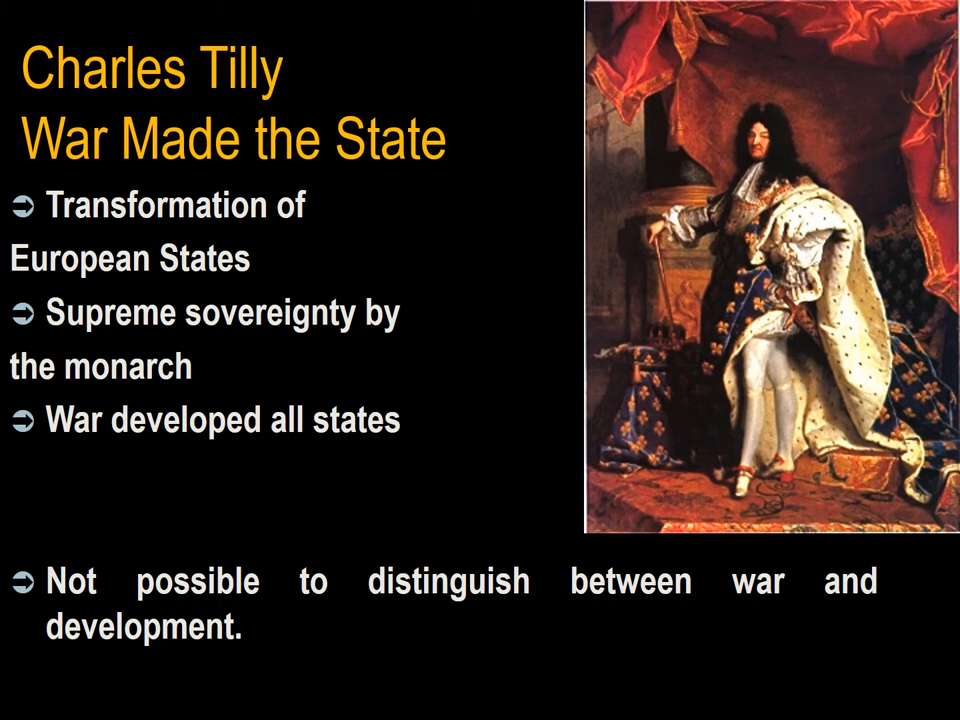 Charles Tilly
War Made the State
➲ Transformation of
European States
➲ Supreme sovereignty by
the monarch
➲ War developed all states
➲ Not possible to distinguish between war and
development.